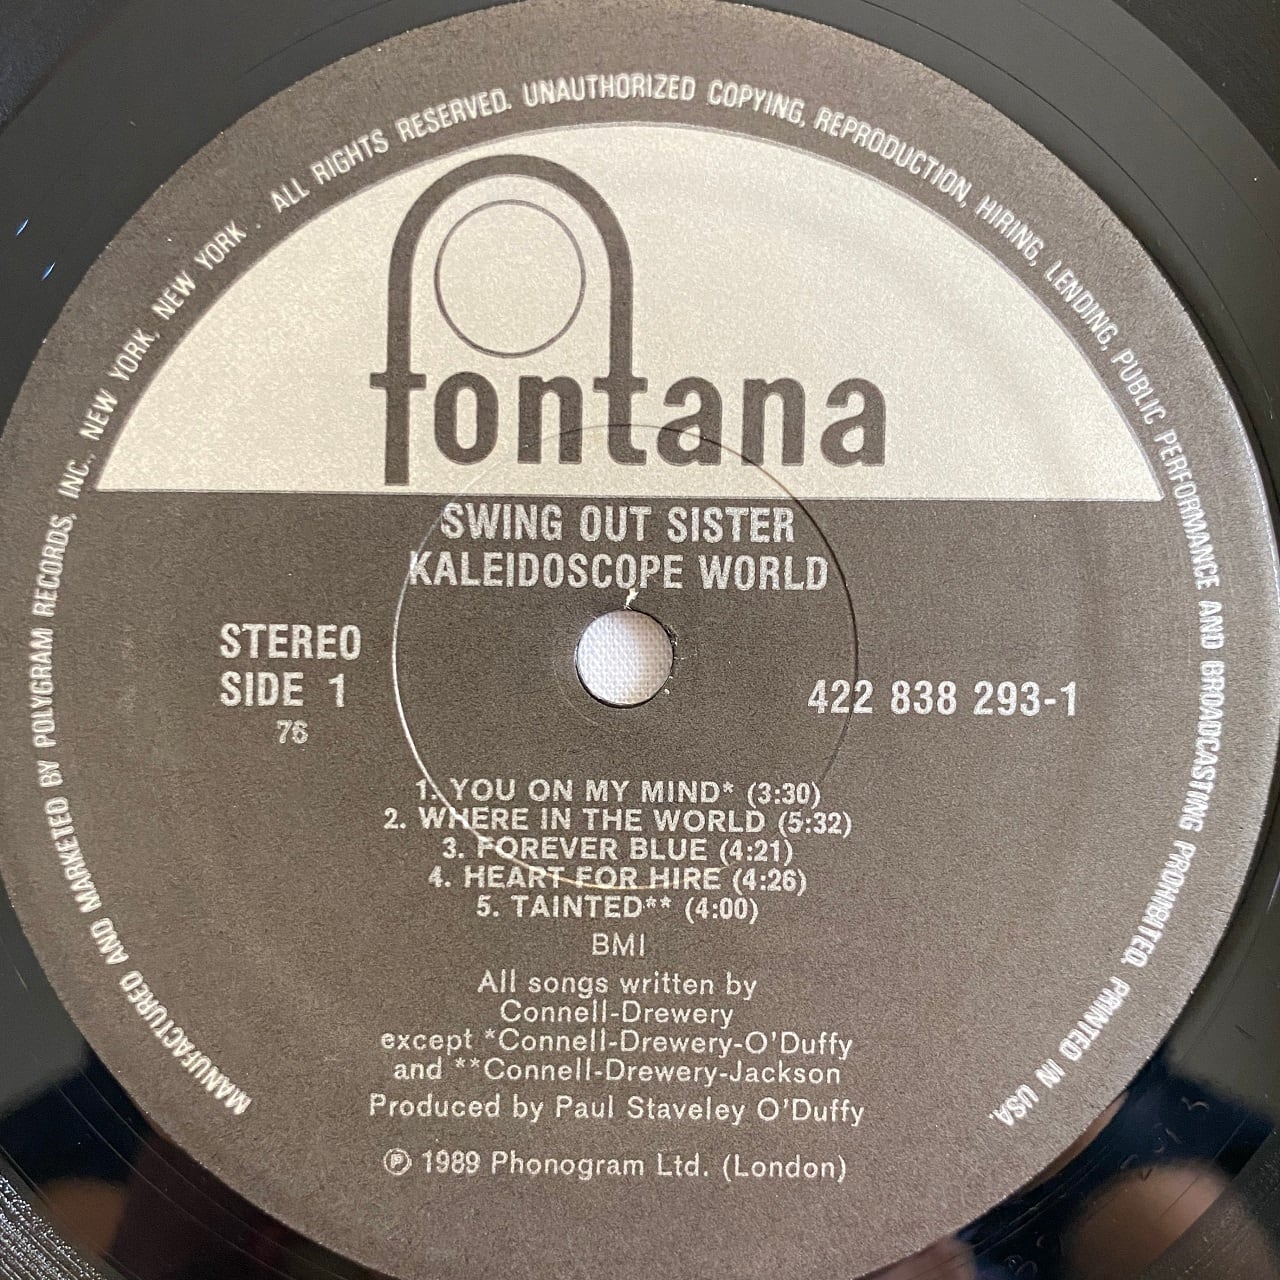 MANUFACTURED AND MARKETED BY POLYGRAM RECORDS, INC., NEW YORK, NEW YORK . ALL RIGHTS RESERVED. UNAUTHORIZED COPYING, REPRODUCTION, HIRING, LENDING, PUBLIC PERFORMANCE AND BROADCASTING PROHIBITED. PRINTED IN USA.
fontana
SWING OUT SISTER
KALEIDOSCOPE WORLD
STEREO
SIDE 1
76
422 838 293-1
1. YOU ON MY MIND* (3:30)
2. WHERE IN THE WORLD (5:32)
3. FOREVER BLUE (4:21)
4. HEART FOR HIRE (4:26)
5. TAINTED** (4:00)
BMI
All songs written by
Connell-Drewery
except *Connell-Drewery-O'Duffy
and **Connell-Drewery-Jackson
Produced by Paul Staveley O'Duffy
℗ 1989 Phonogram Ltd. (London)